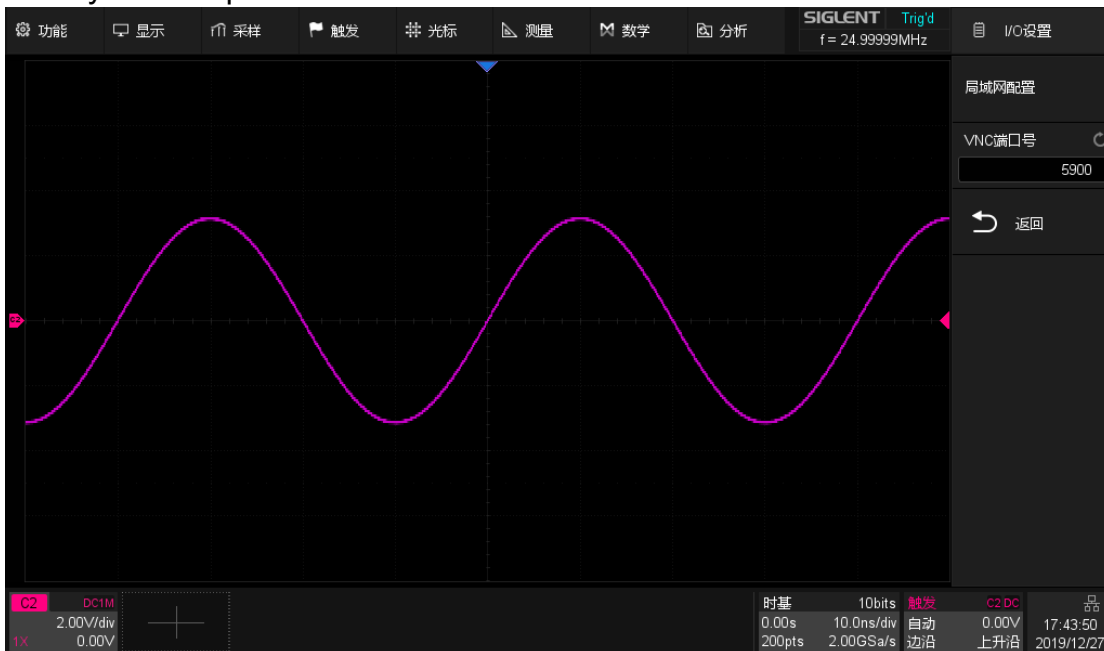 功能 显示 采样 触发 光标 测量 数学 分析 SIGLENT Trig'd
f = 24.99999MHz
I/O设置
局域网配置
VNC端口号
5900
返回
C2
C2 DC1M
2.00V/div
1X 0.00V
时基 10bits
0.00s 10.0ns/div
200pts 2.00GSa/s
触发 C2 DC
自动 0.00V
边沿 上升沿
17:43:50
2019/12/27